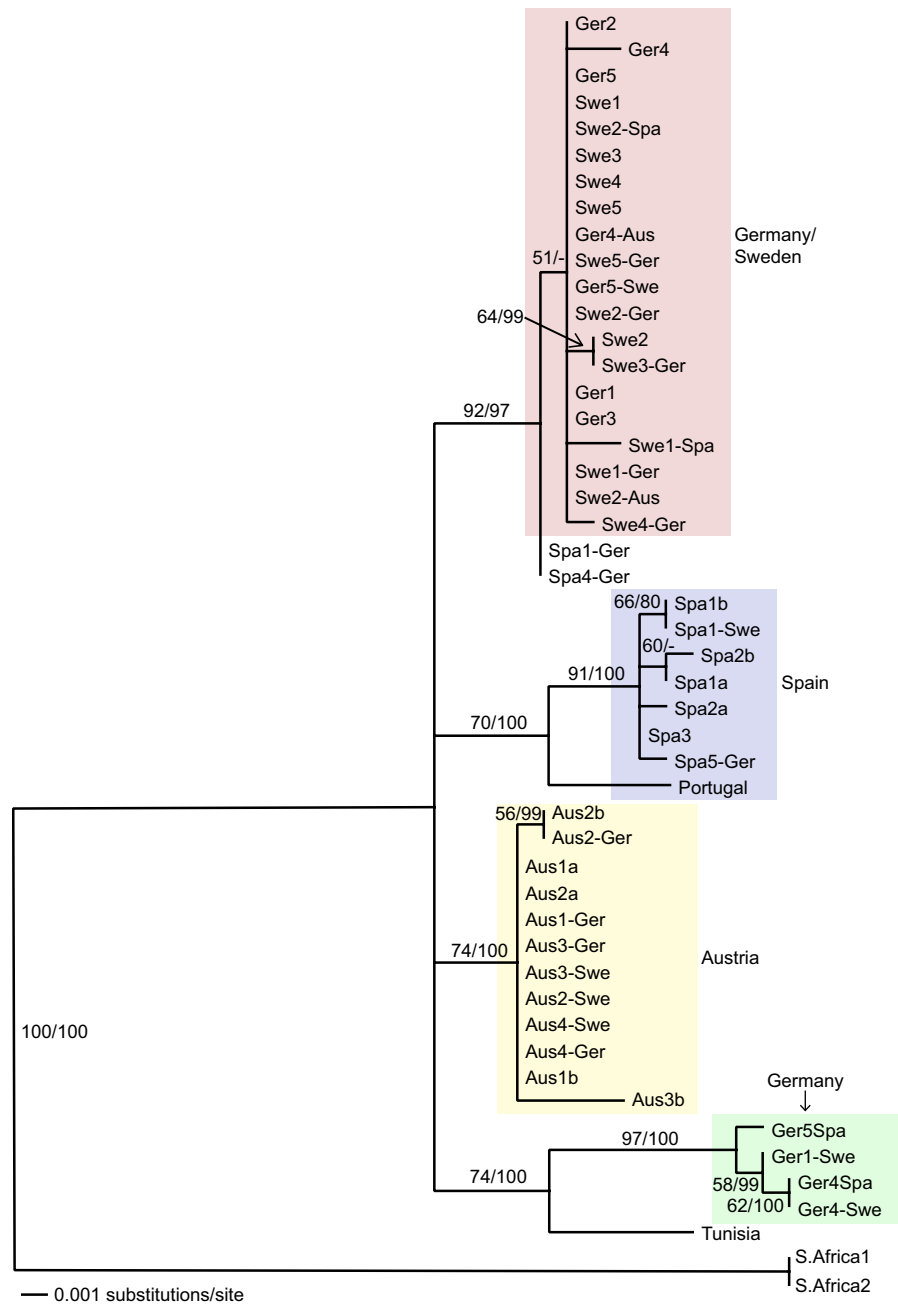 Ger2
Ger4
Ger5
Swe1
Swe2-Spa
Swe3
Swe4
Swe5
Ger4-Aus
Germany/
Sweden
51/-
Swe5-Ger
Ger5-Swe
Swe2-Ger
64/99
Swe2
Swe3-Ger
Ger1
Ger3
92/97
Swe1-Spa
Swe1-Ger
Swe2-Aus
Swe4-Ger
Spa1-Ger
Spa4-Ger
66/80
Spa1b
Spa1-Swe
60/-
Spa2b
91/100
Spa1a
Spain
Spa2a
70/100
Spa3
Spa5-Ger
Portugal
56/99
Aus2b
Aus2-Ger
Aus1a
Aus2a
Aus1-Ger
Aus3-Ger
74/100
Austria
Aus3-Swe
Aus2-Swe
Aus4-Swe
100/100
Aus4-Ger
Aus1b
Germany
Aus3b
Ger5Spa
97/100
Ger1-Swe
74/100
58/99
Ger4Spa
62/100
Ger4-Swe
Tunisia
S.Africa1
S.Africa2
0.001 substitutions/site